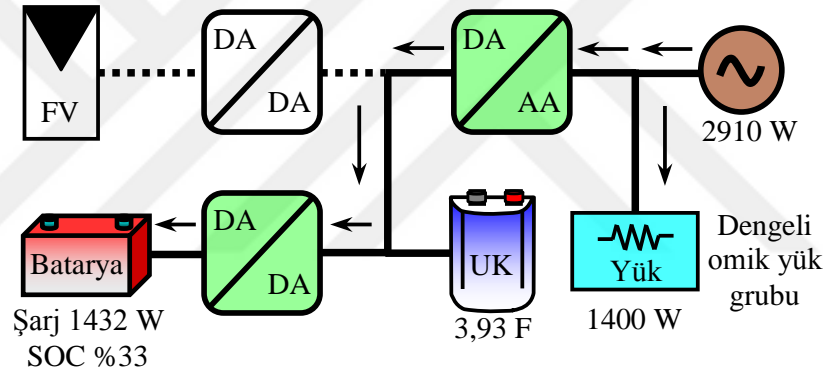 FV
DA
DA
DA
AA
2910 W
Batarya
Şarj 1432 W
SOC %33
DA
DA
UK
3,93 F
Yük
1400 W
Dengeli
omik yük
grubu